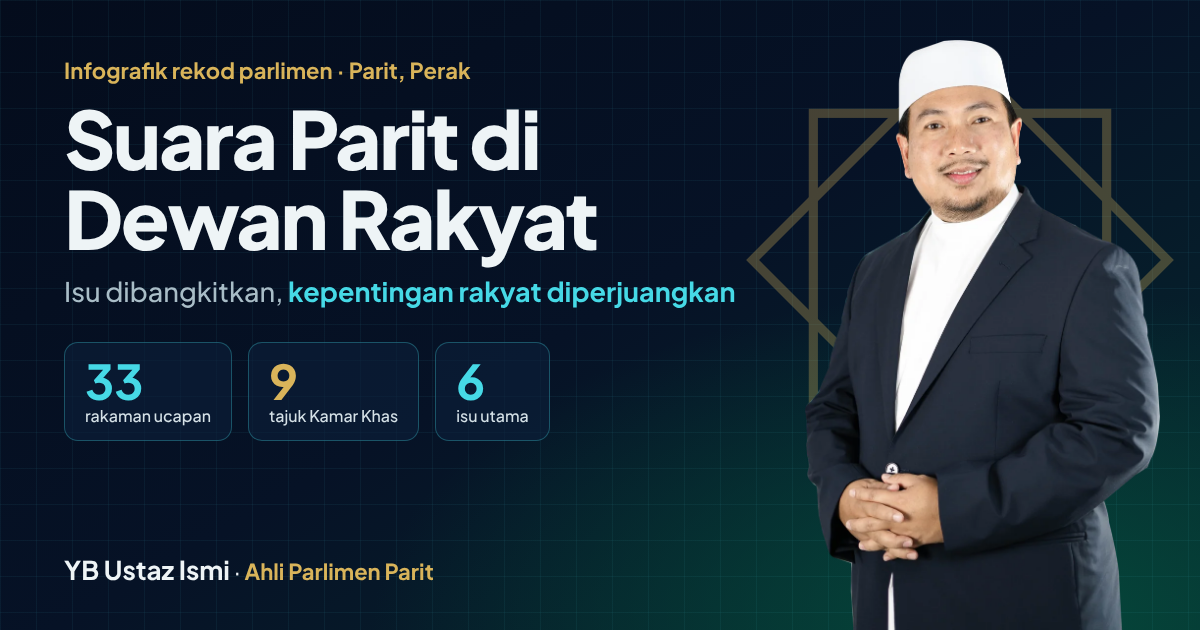 Infografik rekod parlimen · Parit, Perak
Suara Parit di
Dewan Rakyat
Isu dibangkitkan, kepentingan rakyat diperjuangkan
33
rakaman ucapan
9
tajuk Kamar Khas
6
isu utama
YB Ustaz Ismi · Ahli Parlimen Parit